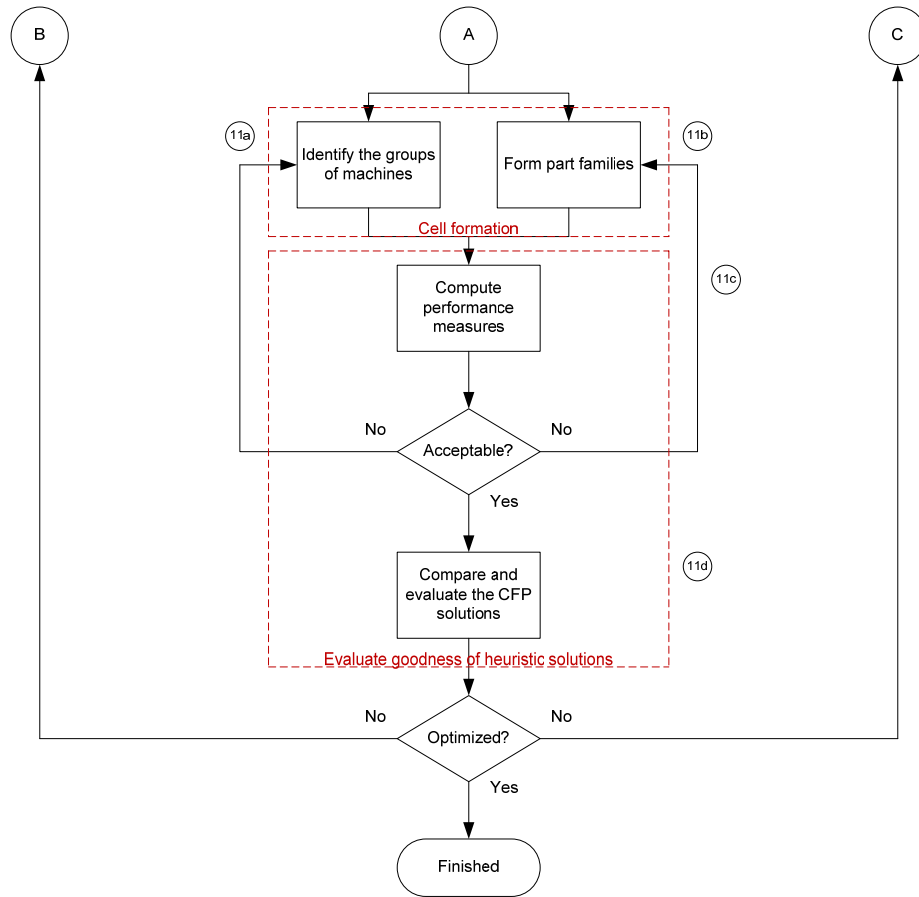 B
A
C
11a
11b
Identify the groups
of machines
Form part families
Cell formation
11c
Compute
performance
measures
No
No
Acceptable?
Yes
11d
Compare and
evaluate the CFP
solutions
Evaluate goodness of heuristic solutions
No
No
Optimized?
Yes
Finished